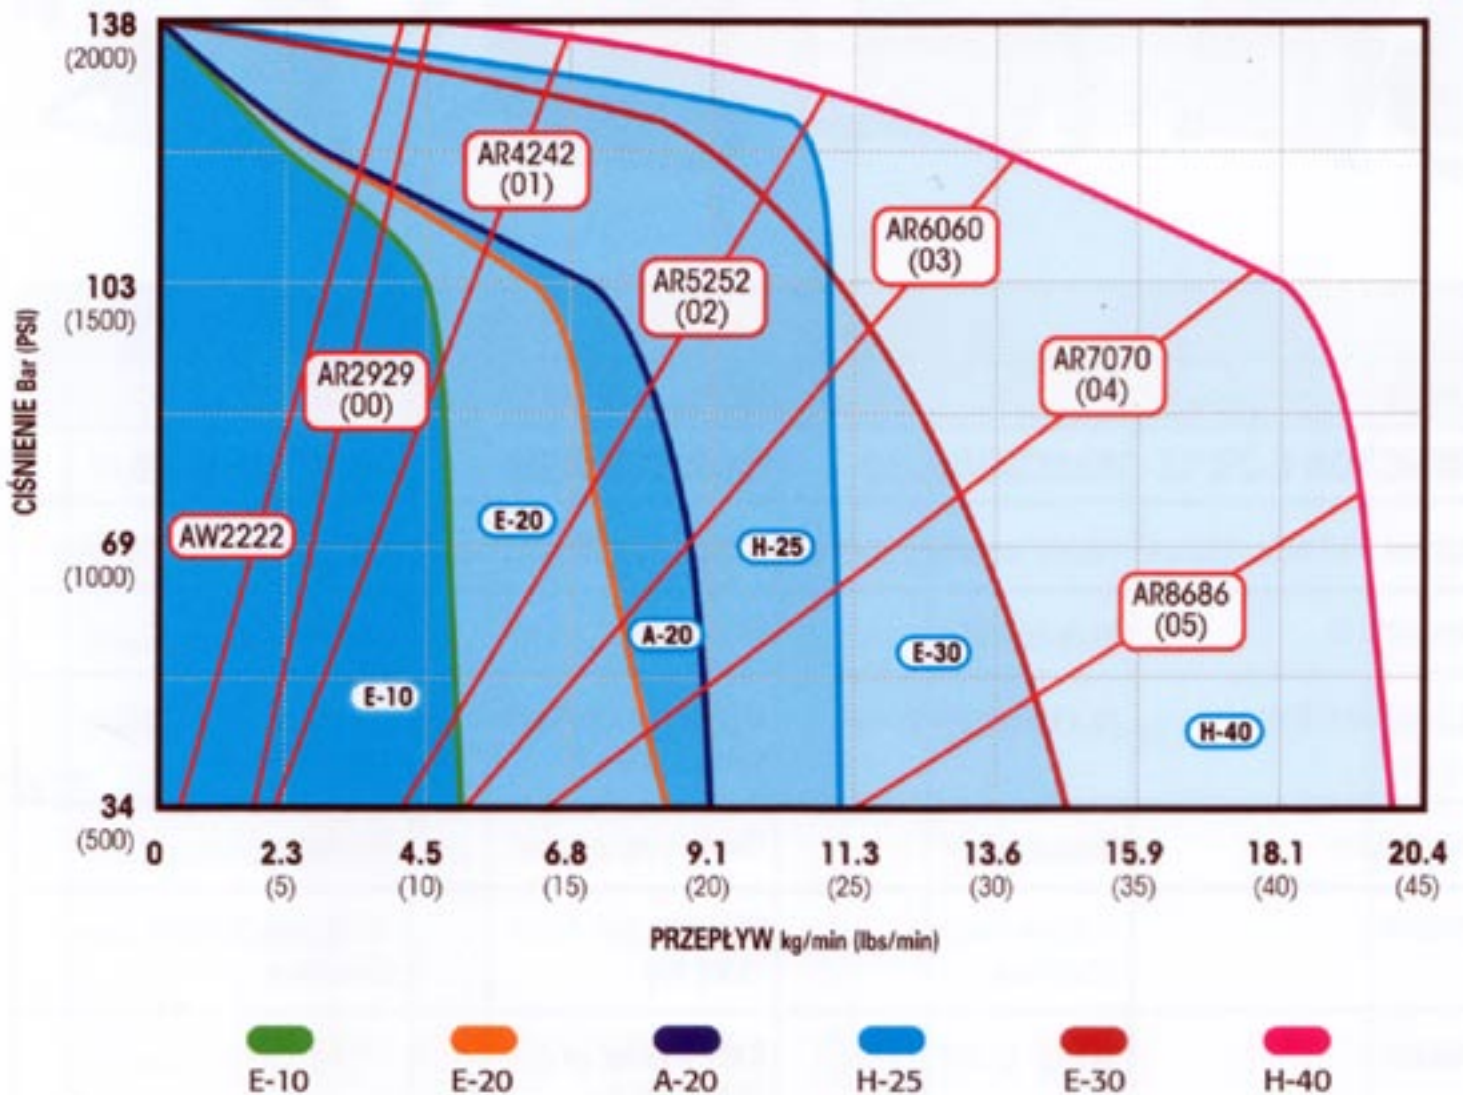 138
(2000)
AR4242
(01)
AR6060
(03)
AR5252
(02)
103
(1500)
AR7070
(04)
AR2929
(00)
CIŚNIENIE Bar (PSI)
E-20
AW2222
H-25
69
(1000)
AR8686
(05)
A-20
E-30
E-10
H-40
34
(500)
0 2.3 4.5 6.8 9.1 11.3 13.6 15.9 18.1 20.4
(5) (10) (15) (20) (25) (30) (35) (40) (45)
PRZEPŁYW kg/min (lbs/min)
E-10 E-20 A-20 H-25 E-30 H-40